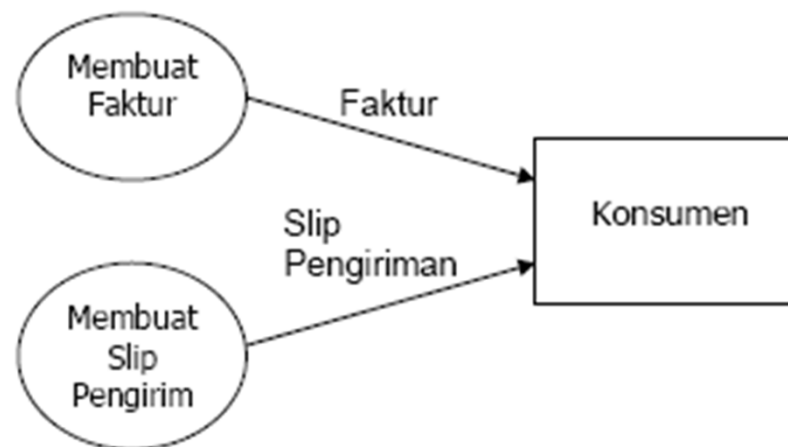 Membuat
Faktur
Faktur
Konsumen
Slip
Pengiriman
Membuat
Slip
Pengirim